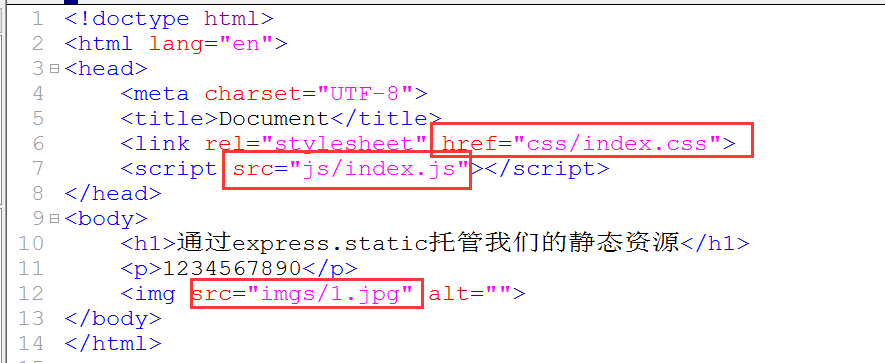 1 <!doctype html>
2 <html lang="en">
3 <head>
4 <meta charset="UTF-8">
5 <title>Document</title>
6 <link rel="stylesheet" href="css/index.css">
7 <script src="js/index.js"></script>
8 </head>
9 <body>
10 <h1>通过express.static托管我们的静态资源</h1>
11 <p>1234567890</p>
12 <img src="imgs/1.jpg" alt="">
13 </body>
14 </html>